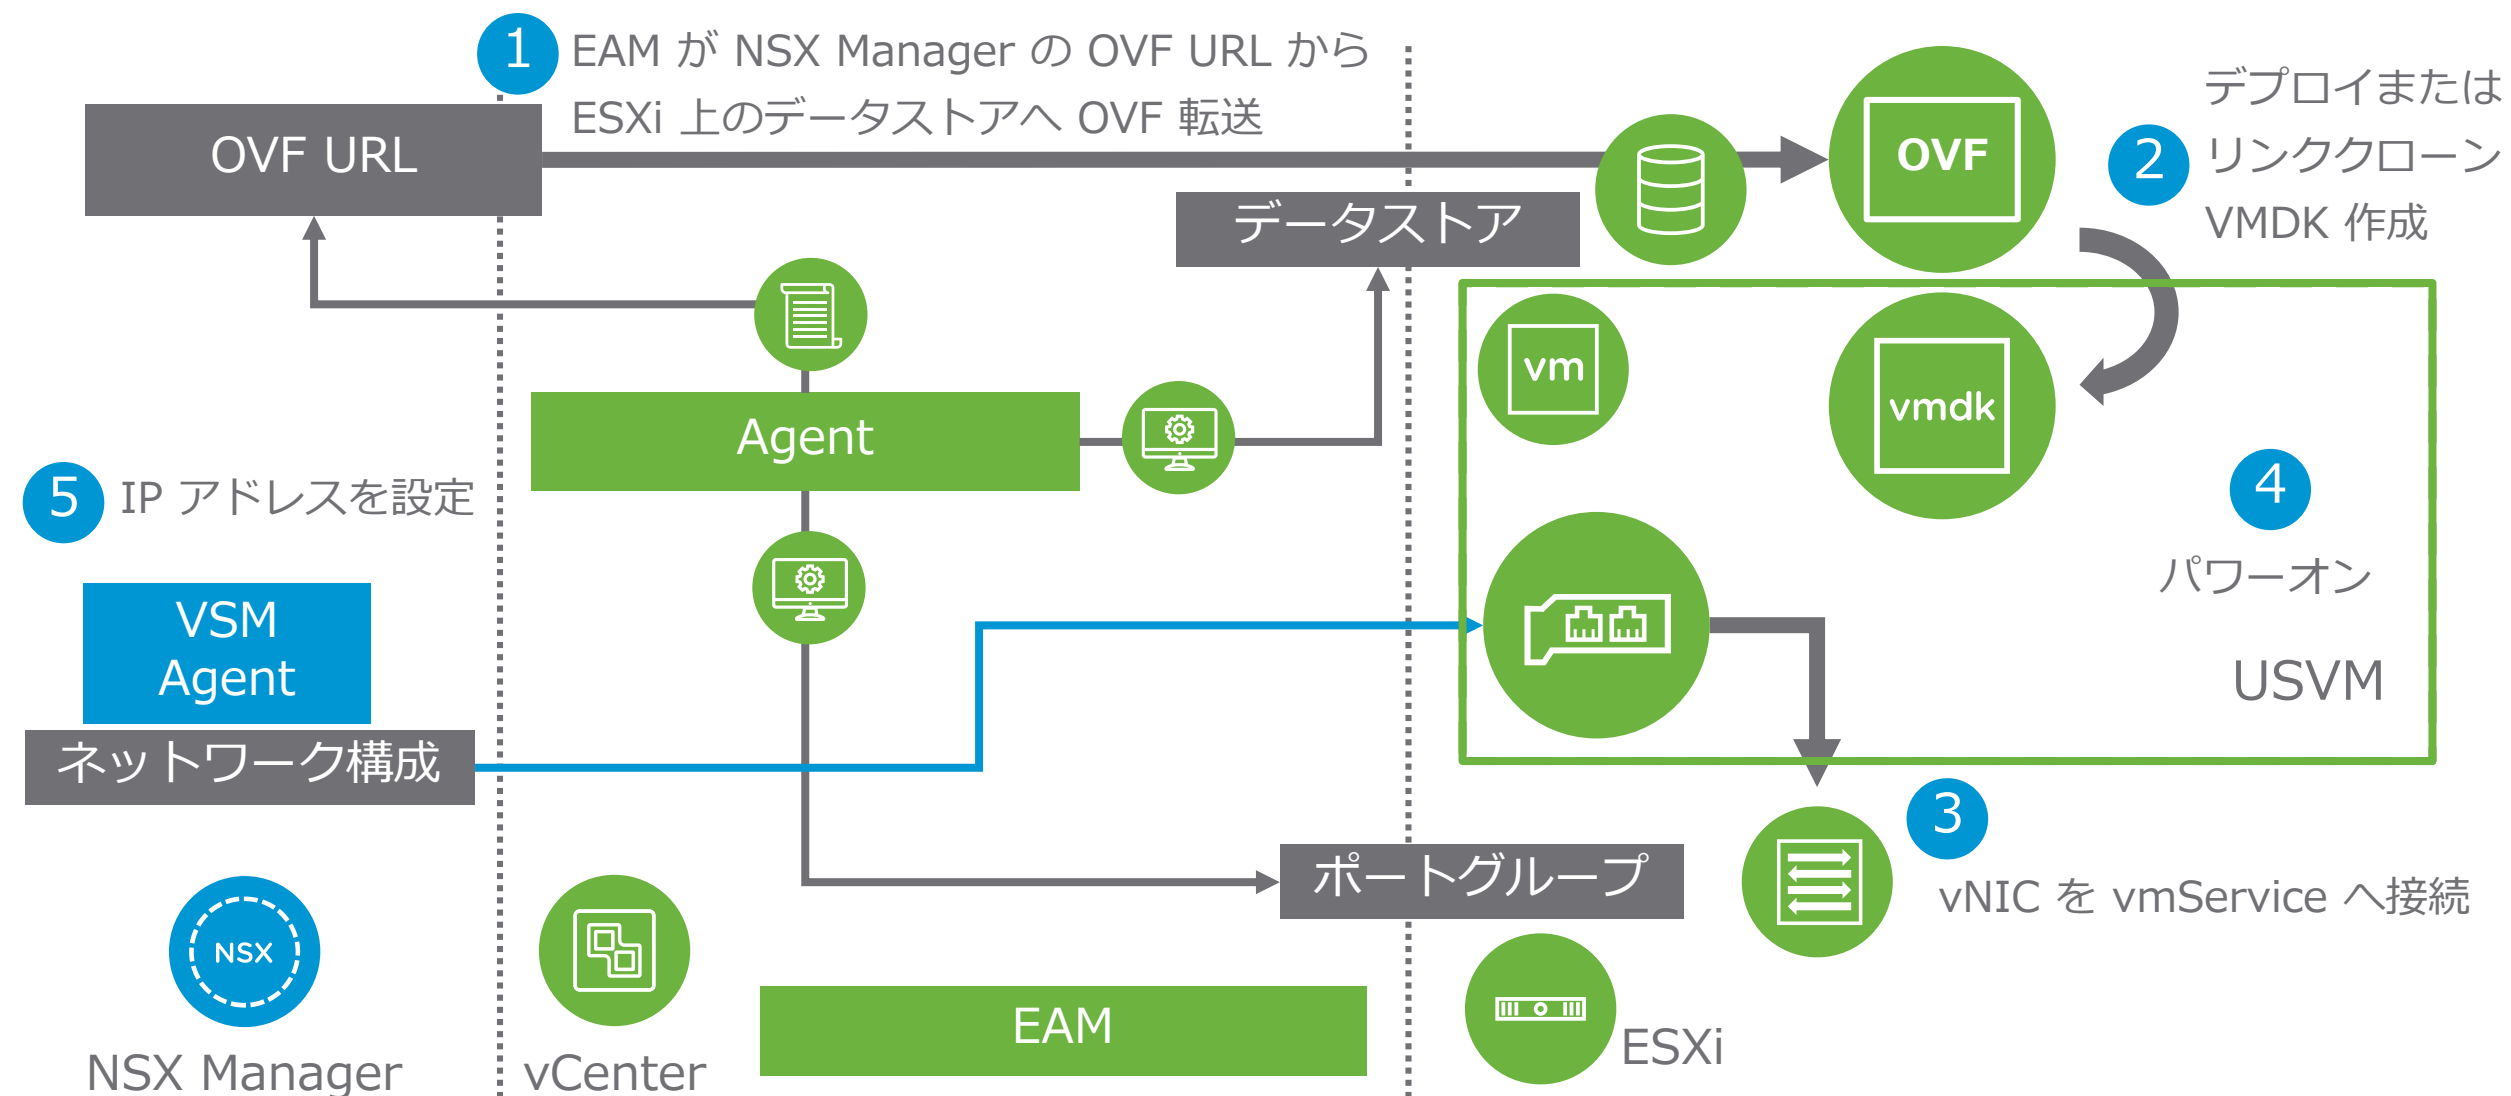 1
EAM が NSX Manager の OVF URL から
ESXi 上のデータストアへ OVF 転送
OVF URL
データストア
OVF
2
デプロイまたは
リンククローン
VMDK 作成
vm
vmdk
Agent
5
IP アドレスを設定
4
パワーオン
VSM
Agent
ネットワーク構成
USVM
3
vNIC を vmService へ接続
ポートグループ
NSX
NSX Manager
vCenter
EAM
ESXi